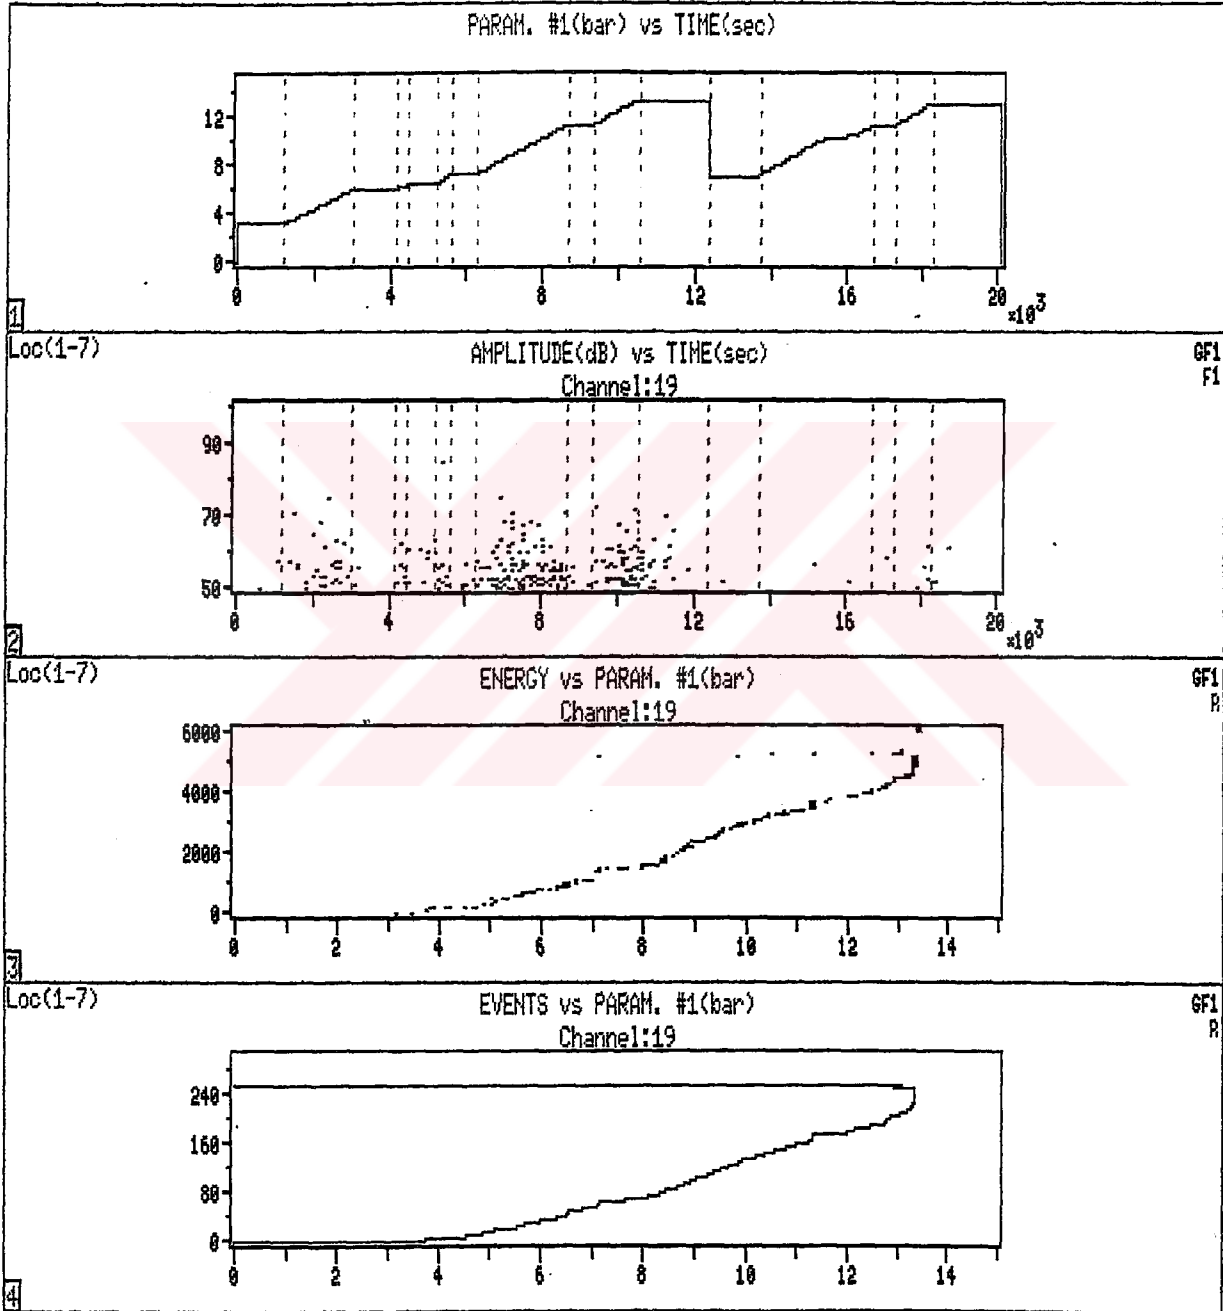 PARAM. #1(bar) vs TIME(sec)
12
8
4
0
0 4 8 12 16 20
×10³
1
Loc(1-7) AMPLITUDE(dB) vs TIME(sec) GF1
Channel:19 F1
90
70
50
0 4 8 12 16 20
×10³
2
Loc(1-7) ENERGY vs PARAM. #1(bar) GF1
Channel:19 R
6000
4000
2000
0
0 2 4 6 8 10 12 14
3
Loc(1-7) EVENTS vs PARAM. #1(bar) GF1
Channel:19 R
240
160
80
0
0 2 4 6 8 10 12 14
4